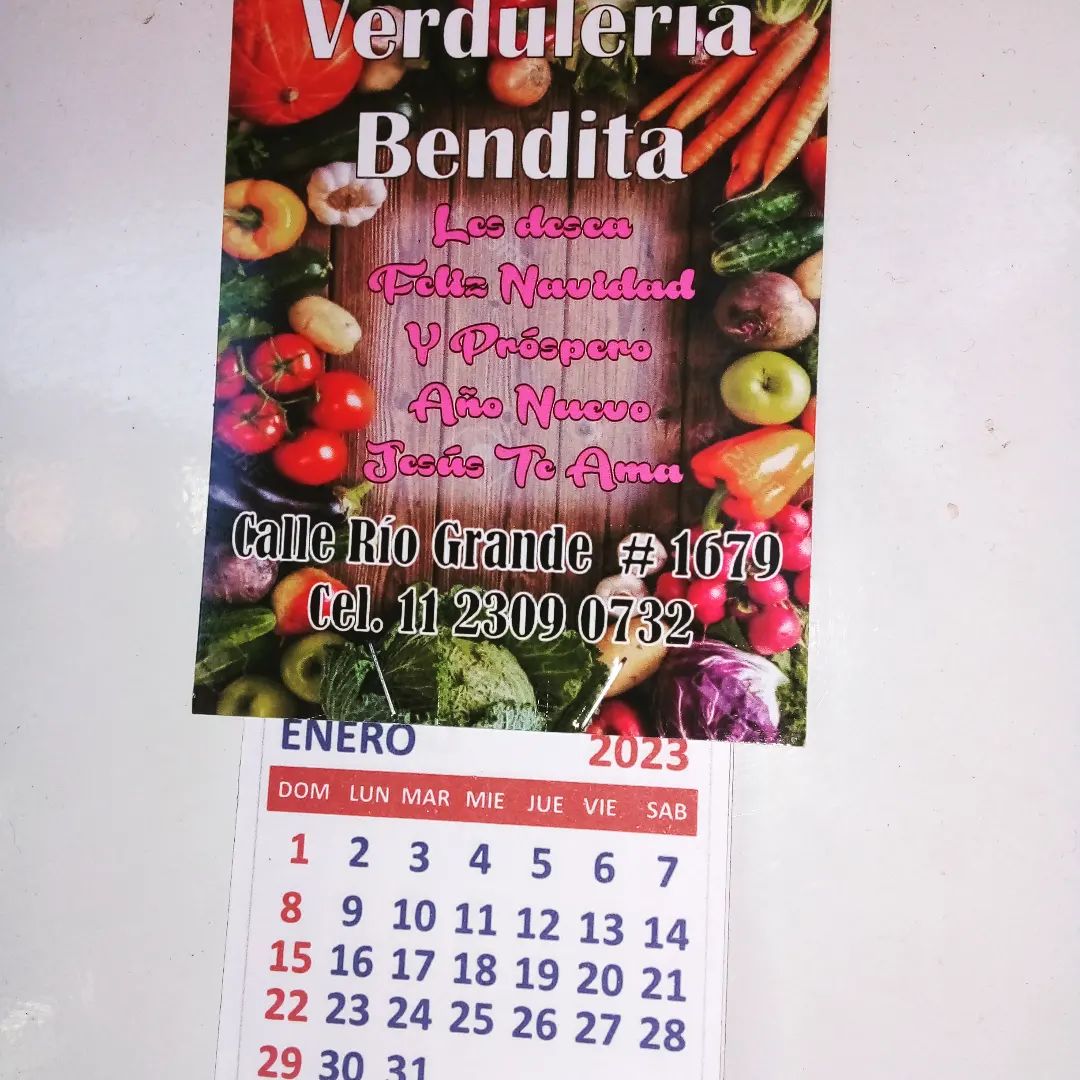 Verdulería
Bendita
Les desea
Feliz Navidad
Y Próspero
Año Nuevo
Jesús Te Ama
Calle Río Grande # 1679
Cel. 11 2309 0732
ENERO 2023
DOM LUN MAR MIE JUE VIE SAB
1 2 3 4 5 6 7
8 9 10 11 12 13 14
15 16 17 18 19 20 21
22 23 24 25 26 27 28
29 30 31